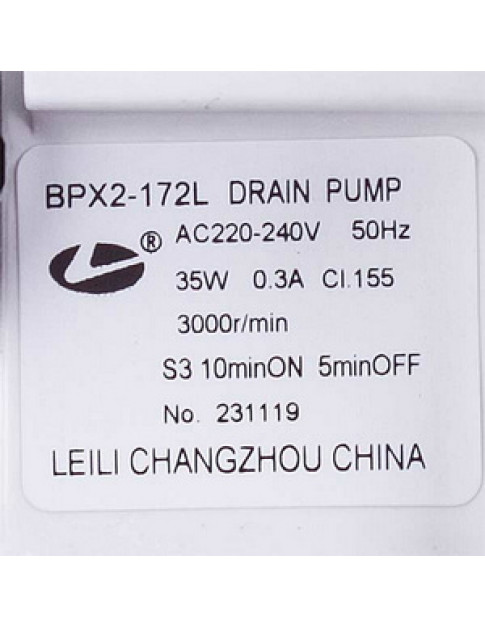 BPX2-172L DRAIN PUMP
® AC220-240V 50Hz
35W 0.3A Cl.155
3000r/min
S3 10minON 5minOFF
No. 231119
LEILI CHANGZHOU CHINA